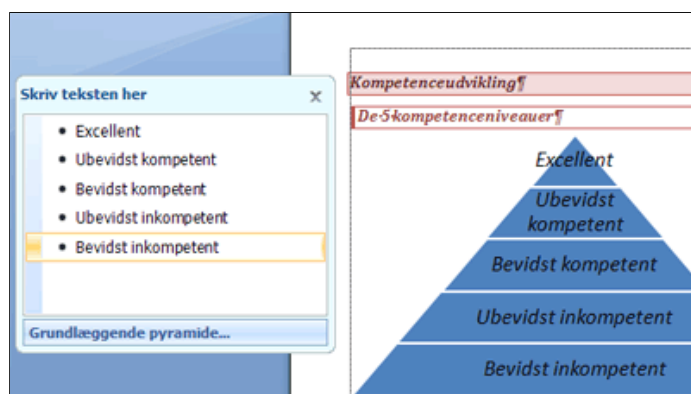 Skriv teksten her
x
• Excellent
• Ubevidst kompetent
• Bevidst kompetent
• Ubevidst inkompetent
• Bevidst inkompetent
Grundlæggende pyramide...
Kompetenceudvikling¶
De·5·kompetenceniveauer¶
Excellent
Ubevidst
kompetent
Bevidst kompetent
Ubevidst inkompetent
Bevidst inkompetent